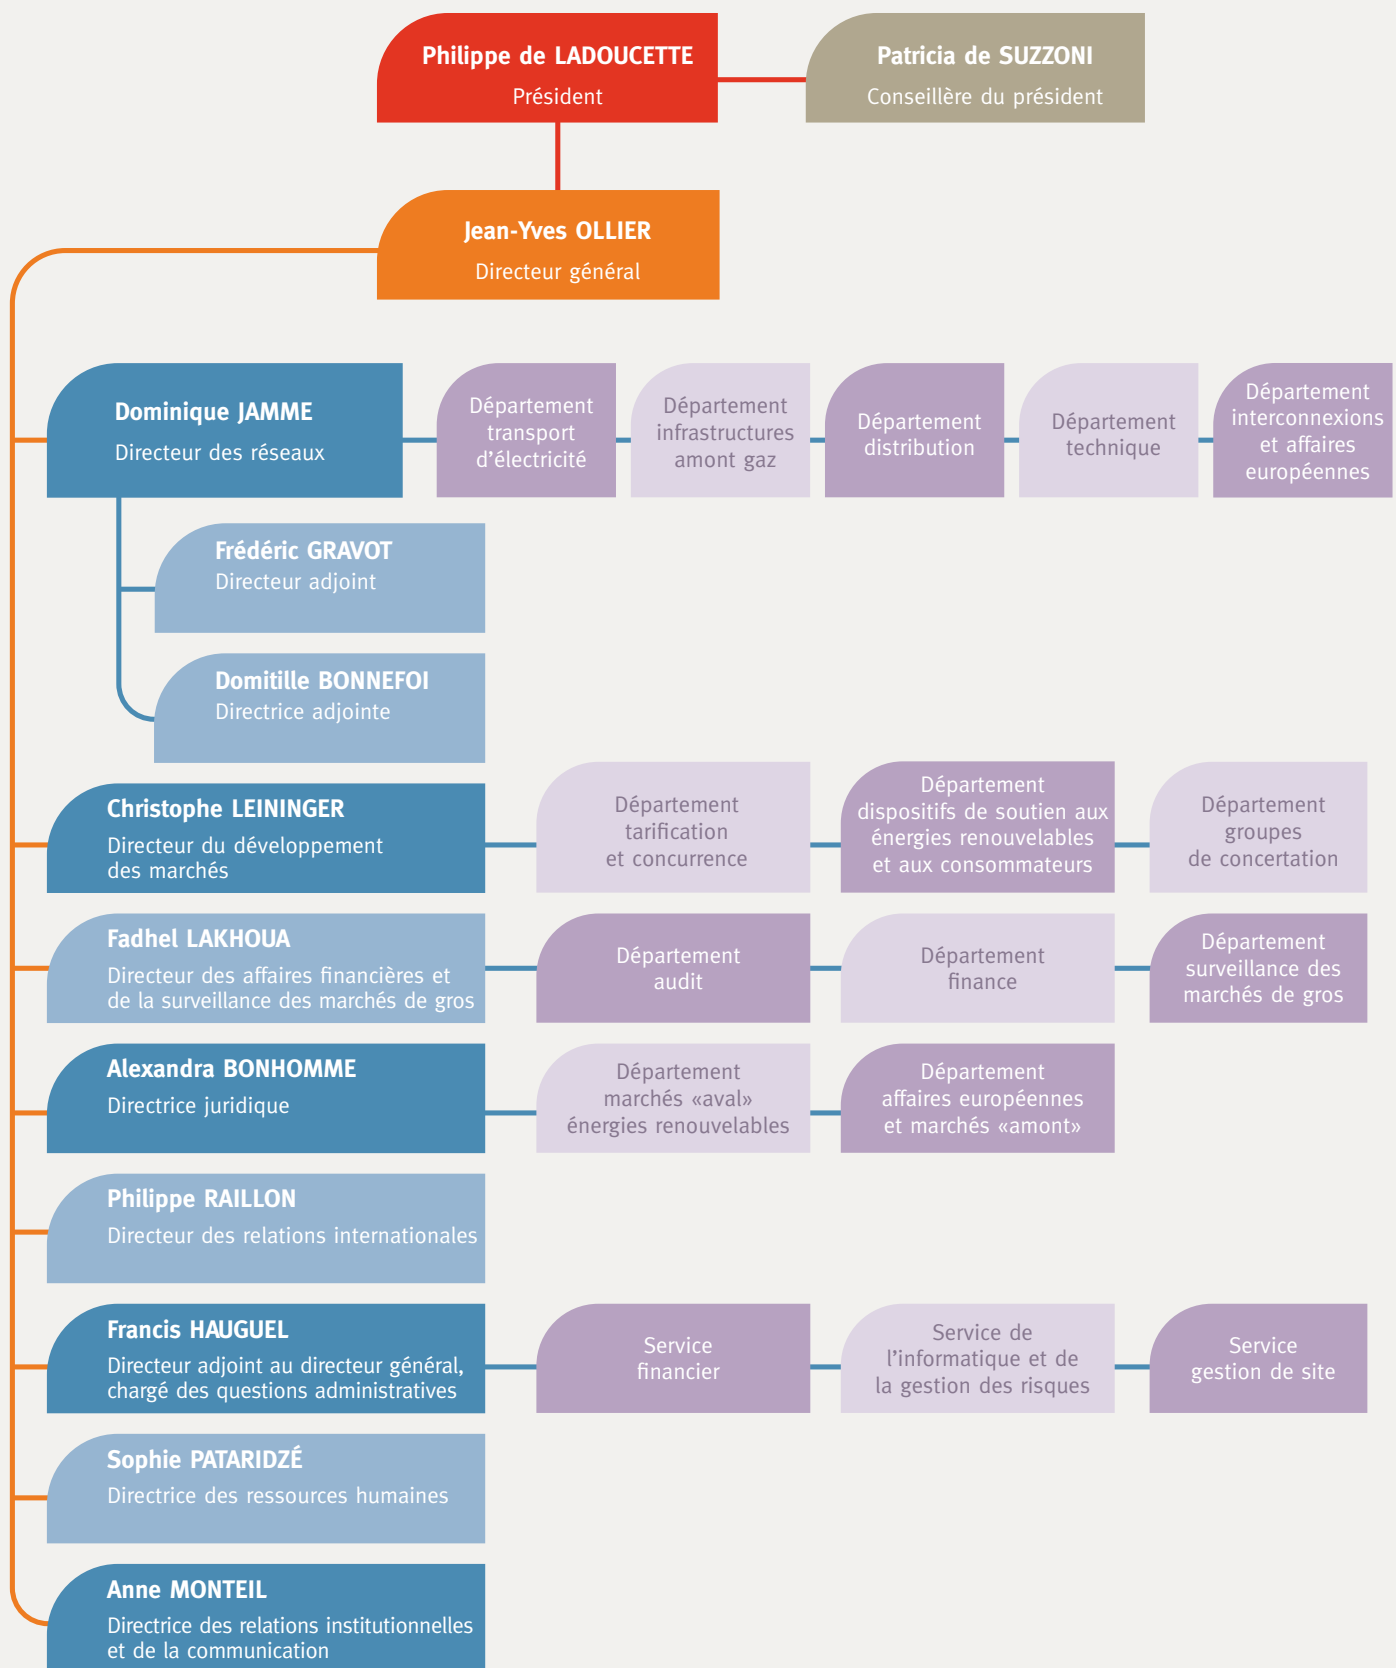 Philippe de LADOUCETTE
Président
Patricia de SUZZONI
Conseillère du président
Jean-Yves OLLIER
Directeur général
Dominique JAMME
Directeur des réseaux
Département
transport
d'électricité
Département
infrastructures
amont gaz
Département
distribution
Département
technique
Département
interconnexions
et affaires
européennes
Frédéric GRAVOT
Directeur adjoint
Domitille BONNEFOI
Directrice adjointe
Christophe LEININGER
Directeur du développement
des marchés
Département
tarification
et concurrence
Département
dispositifs de soutien aux
énergies renouvelables
et aux consommateurs
Département
groupes
de concertation
Fadhel LAKHOUA
Directeur des affaires financières et
de la surveillance des marchés de gros
Département
audit
Département
finance
Département
surveillance des
marchés de gros
Alexandra BONHOMME
Directrice juridique
Département
marchés «aval»
énergies renouvelables
Département
affaires européennes
et marchés «amont»
Philippe RAILLON
Directeur des relations internationales
Francis HAUGUEL
Directeur adjoint au directeur général,
chargé des questions administratives
Service
financier
Service de
l'informatique et de
la gestion des risques
Service
gestion de site
Sophie PATARIDZÉ
Directrice des ressources humaines
Anne MONTEIL
Directrice des relations institutionnelles
et de la communication